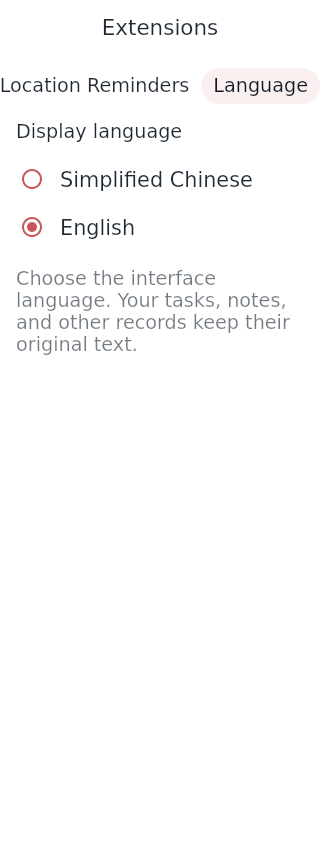 Extensions
Location Reminders
Language
Display language
Simplified Chinese
English
Choose the interface
language. Your tasks, notes,
and other records keep their
original text.